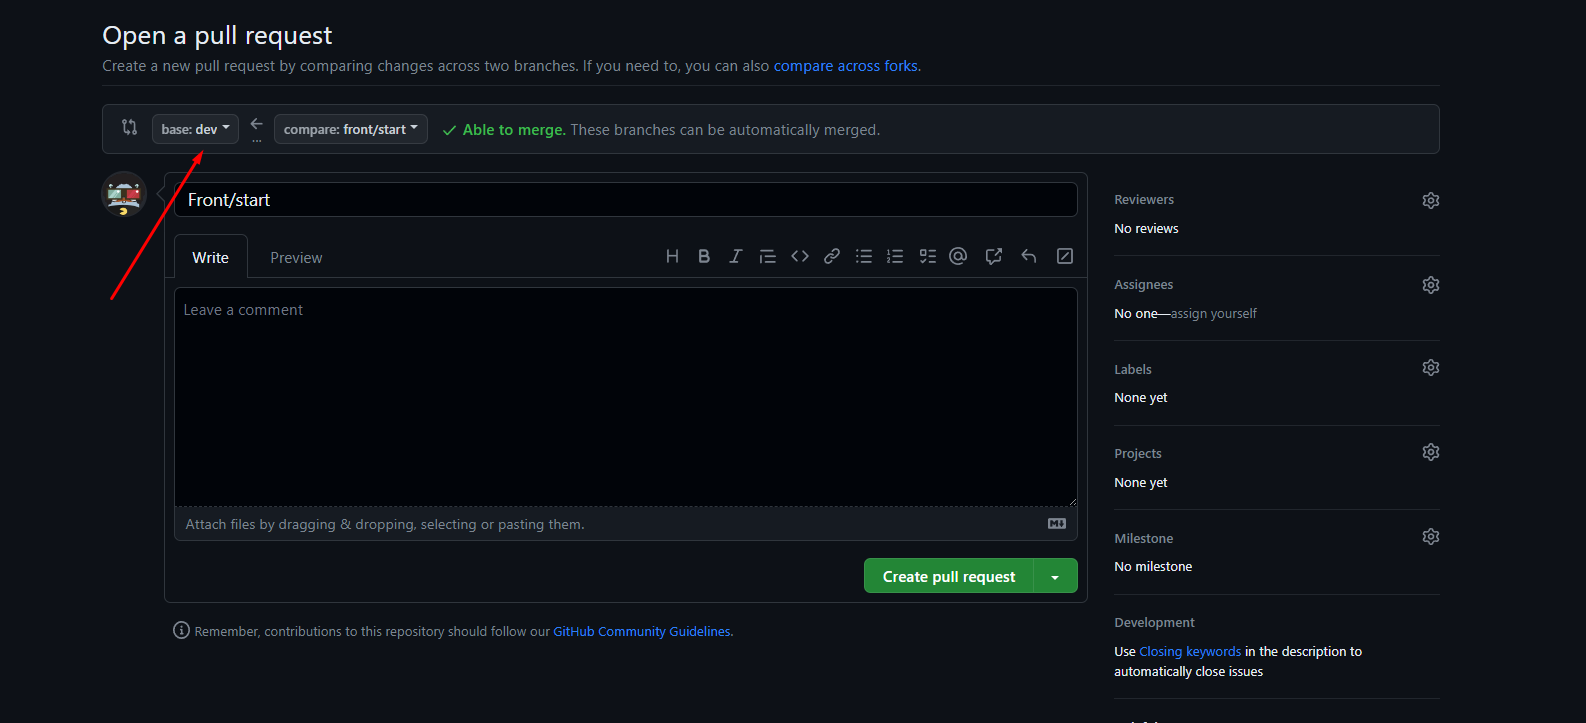 Open a pull request
Create a new pull request by comparing changes across two branches. If you need to, you can also compare across forks.
base: dev
...
compare: front/start
Able to merge. These branches can be automatically merged.
Front/start
Write
Preview
Leave a comment
Attach files by dragging & dropping, selecting or pasting them.
Create pull request
Remember, contributions to this repository should follow our GitHub Community Guidelines.
Reviewers
No reviews
Assignees
No one—assign yourself
Labels
None yet
Projects
None yet
Milestone
No milestone
Development
Use Closing keywords in the description to
automatically close issues